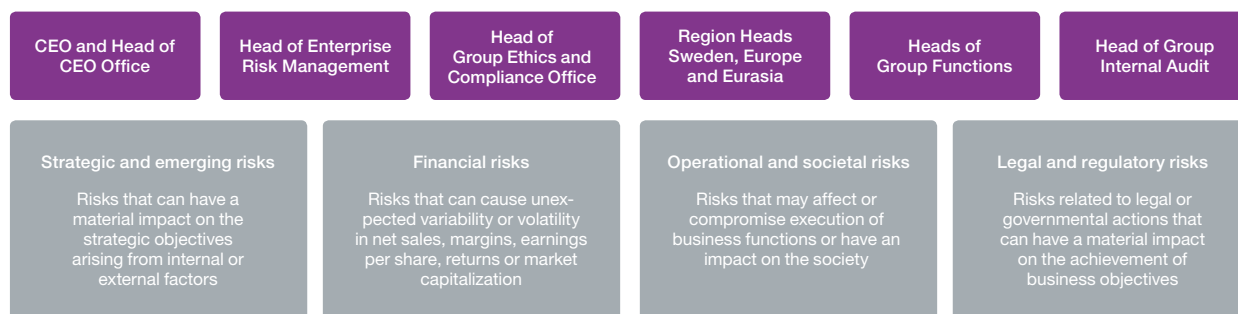 CEO and Head of
CEO Office
Head of Enterprise
Risk Management
Head of
Group Ethics and
Compliance Office
Region Heads
Sweden, Europe
and Eurasia
Heads of
Group Functions
Head of Group
Internal Audit
Strategic and emerging risks
Risks that can have a
material impact on the
strategic objectives
arising from internal or
external factors
Financial risks
Risks that can cause unex-
pected variability or volatility
in net sales, margins, earnings
per share, returns or market
capitalization
Operational and societal risks
Risks that may affect or
compromise execution of
business functions or have an
impact on the society
Legal and regulatory risks
Risks related to legal or
governmental actions that
can have a material impact
on the achievement of
business objectives